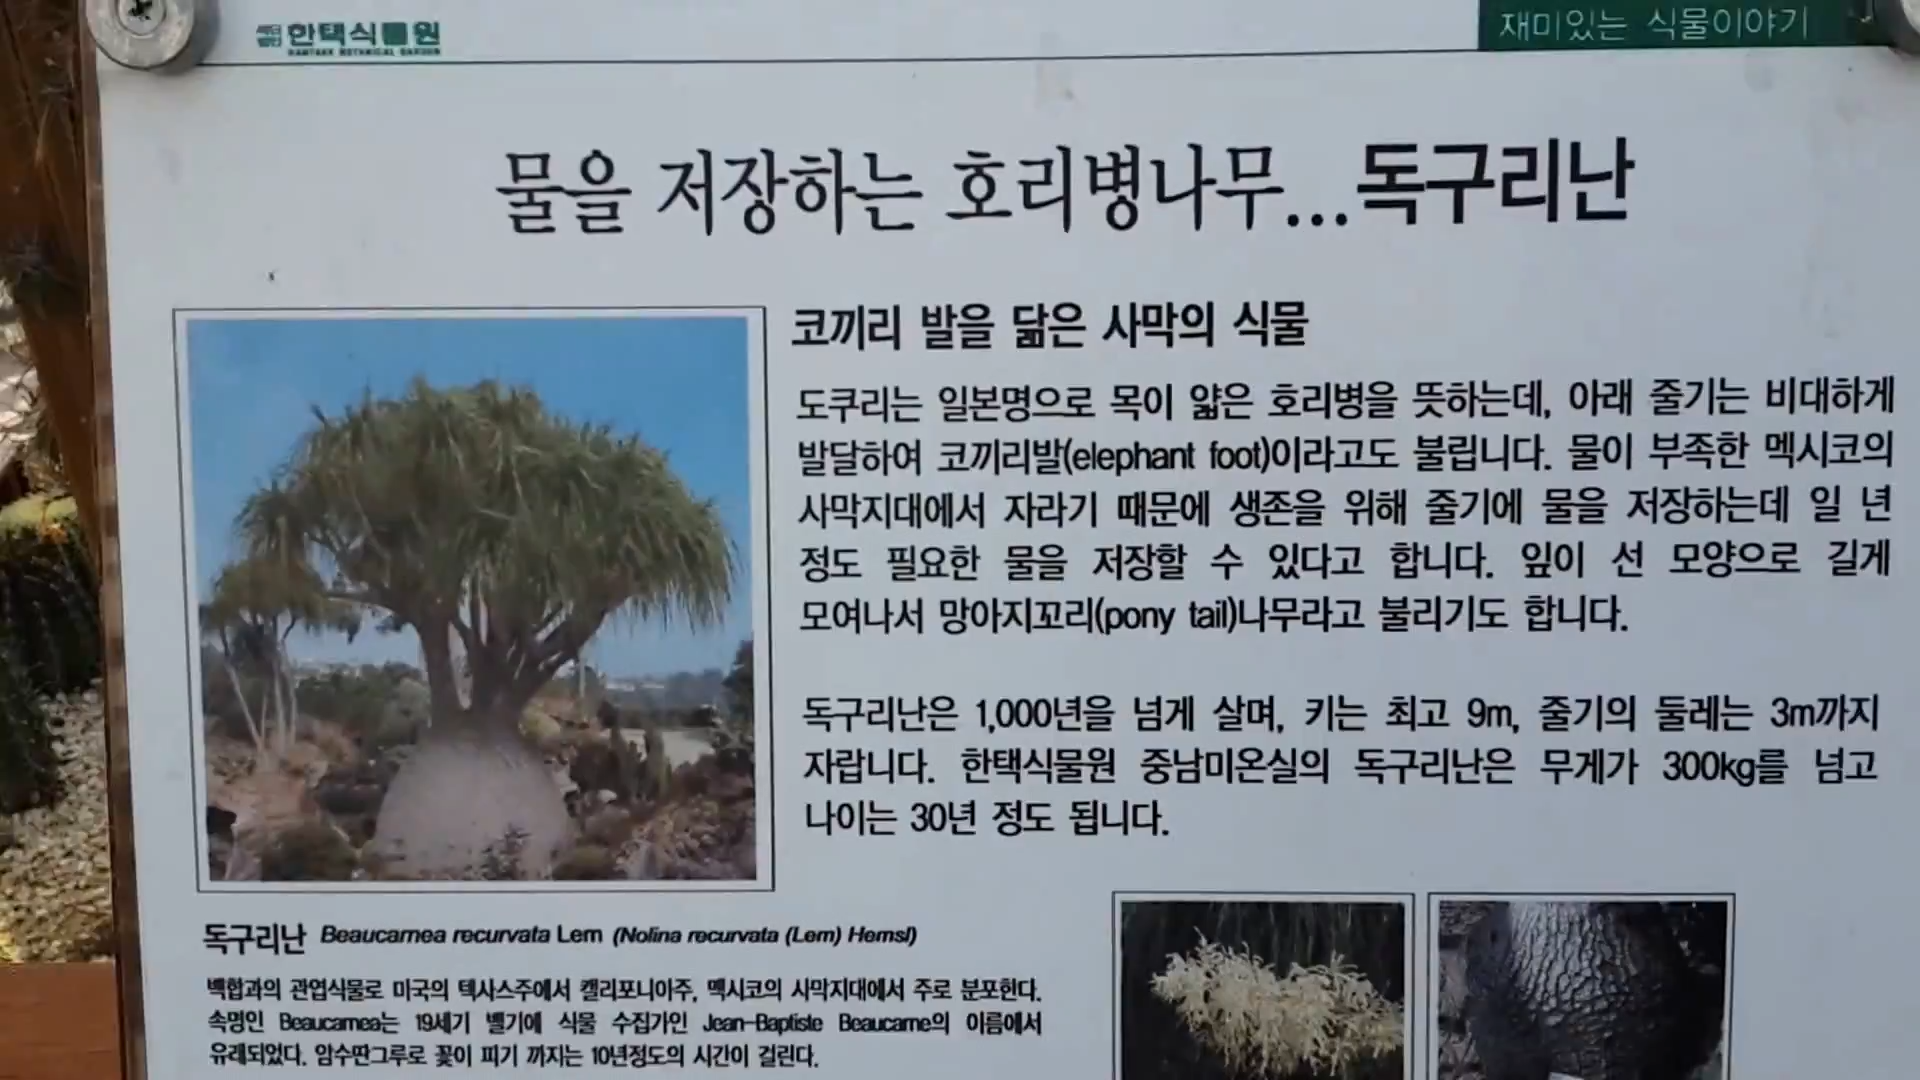 한택식물원
HANTAEK BOTANICAL GARDEN
재미있는 식물이야기
물을 저장하는 호리병나무...독구리난
코끼리 발을 닮은 사막의 식물
도쿠리는 일본명으로 목이 얇은 호리병을 뜻하는데, 아래 줄기는 비대하게
발달하여 코끼리발(elephant foot)이라고도 불립니다. 물이 부족한 멕시코의
사막지대에서 자라기 때문에 생존을 위해 줄기에 물을 저장하는데 일 년
정도 필요한 물을 저장할 수 있다고 합니다. 잎이 선 모양으로 길게
모여나서 망아지꼬리(pony tail)나무라고 불리기도 합니다.
독구리난은 1,000년을 넘게 살며, 키는 최고 9m, 줄기의 둘레는 3m까지
자랍니다. 한택식물원 중남미온실의 독구리난은 무게가 300kg를 넘고
나이는 30년 정도 됩니다.
독구리난 Beaucarnea recurvata Lem (Nolina recurvata (Lem) Hemsl)
백합과의 관엽식물로 미국의 텍사스주에서 캘리포니아주, 멕시코의 사막지대에서 주로 분포한다.
속명인 Beaucarnea는 19세기 벨기에 식물 수집가인 Jean-Baptiste Beaucarne의 이름에서
유래되었다. 암수딴그루로 꽃이 피기 까지는 10년정도의 시간이 걸린다.